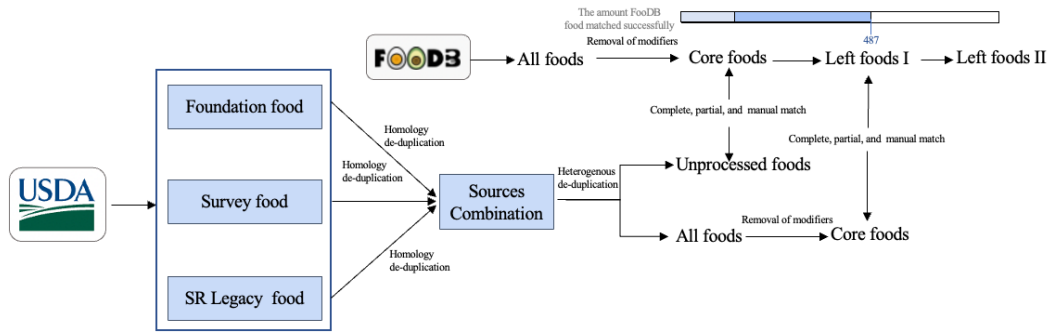 The amount FooDB
food matched successfully
487
FOODB
All foods
Removal of modifiers
Core foods
Left foods I
Left foods II
Complete, partial, and manual match
Complete, partial, and manual match
USDA
Foundation food
Survey food
SR Legacy food
Homology
de-duplication
Homology
de-duplication
Homology
de-duplication
Sources
Combination
Heterogenous
de-duplication
Unprocessed foods
All foods
Removal of modifiers
Core foods